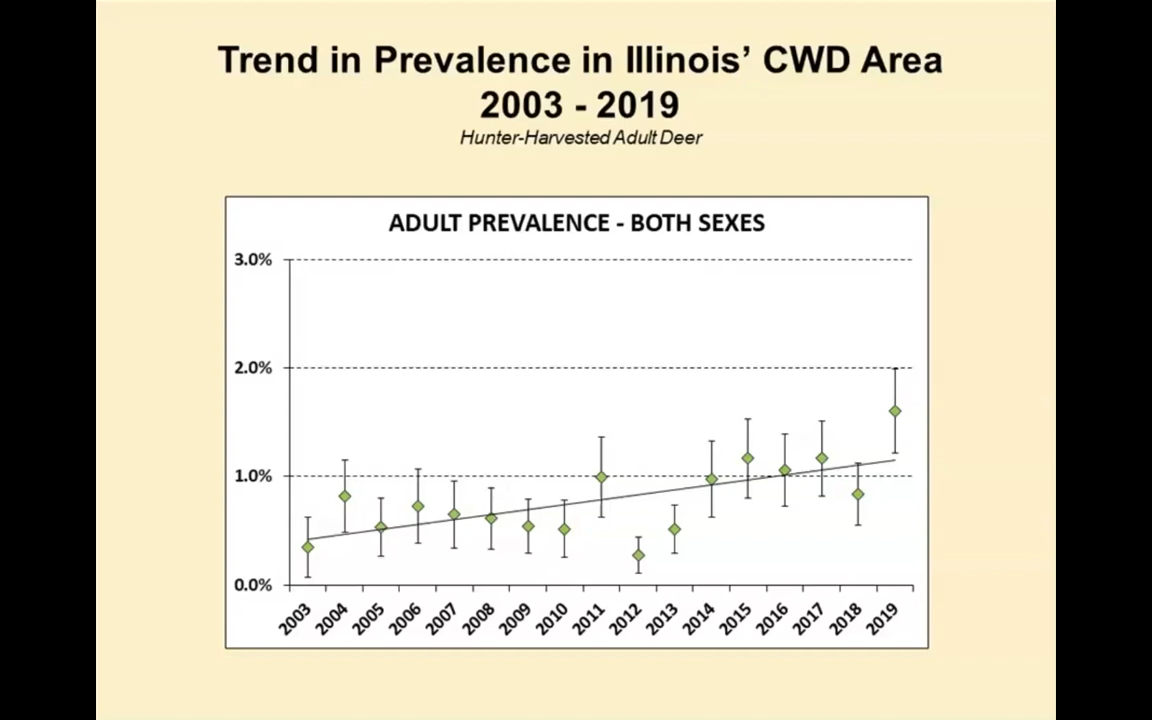 Trend in Prevalence in Illinois’ CWD Area
2003 - 2019
Hunter-Harvested Adult Deer
ADULT PREVALENCE - BOTH SEXES
3.0%
2.0%
1.0%
0.0%
2003 2004 2005 2006 2007 2008 2009 2010 2011 2012 2013 2014 2015 2016 2017 2018 2019